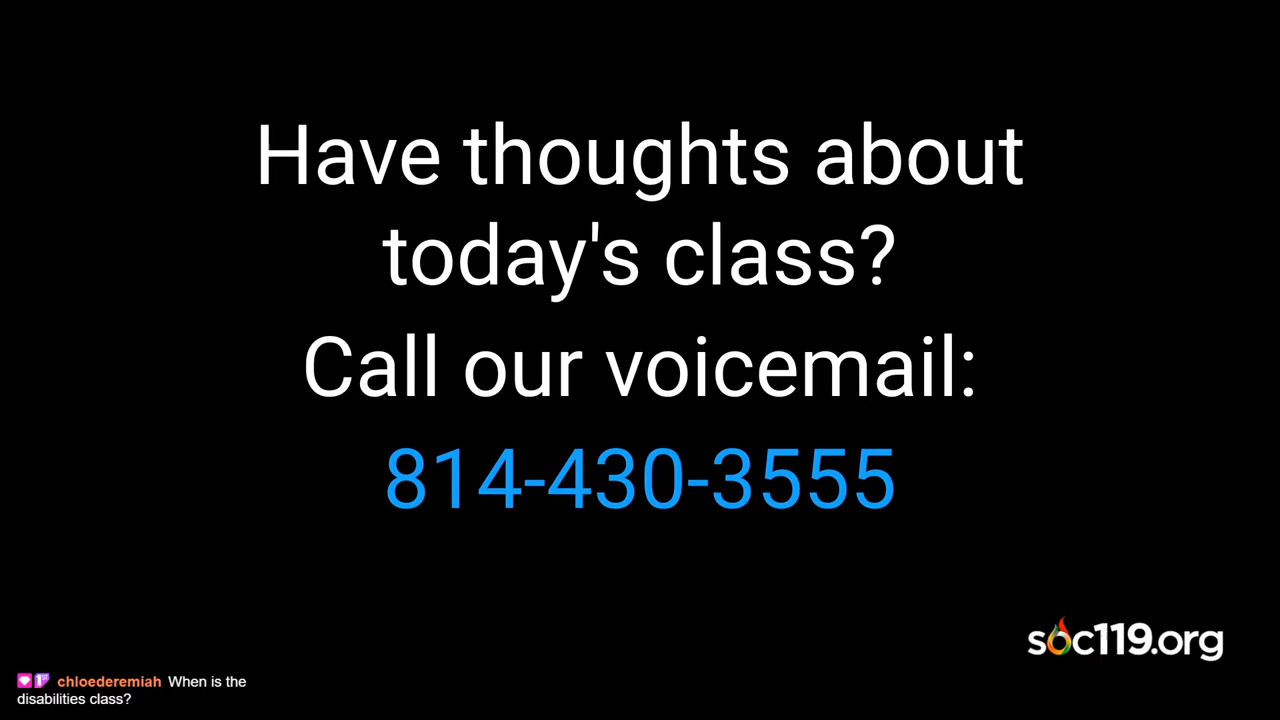 Have thoughts about
today's class?
Call our voicemail:
814-430-3555
soc119.org
1ST chloederemiah When is the
disabilities class?